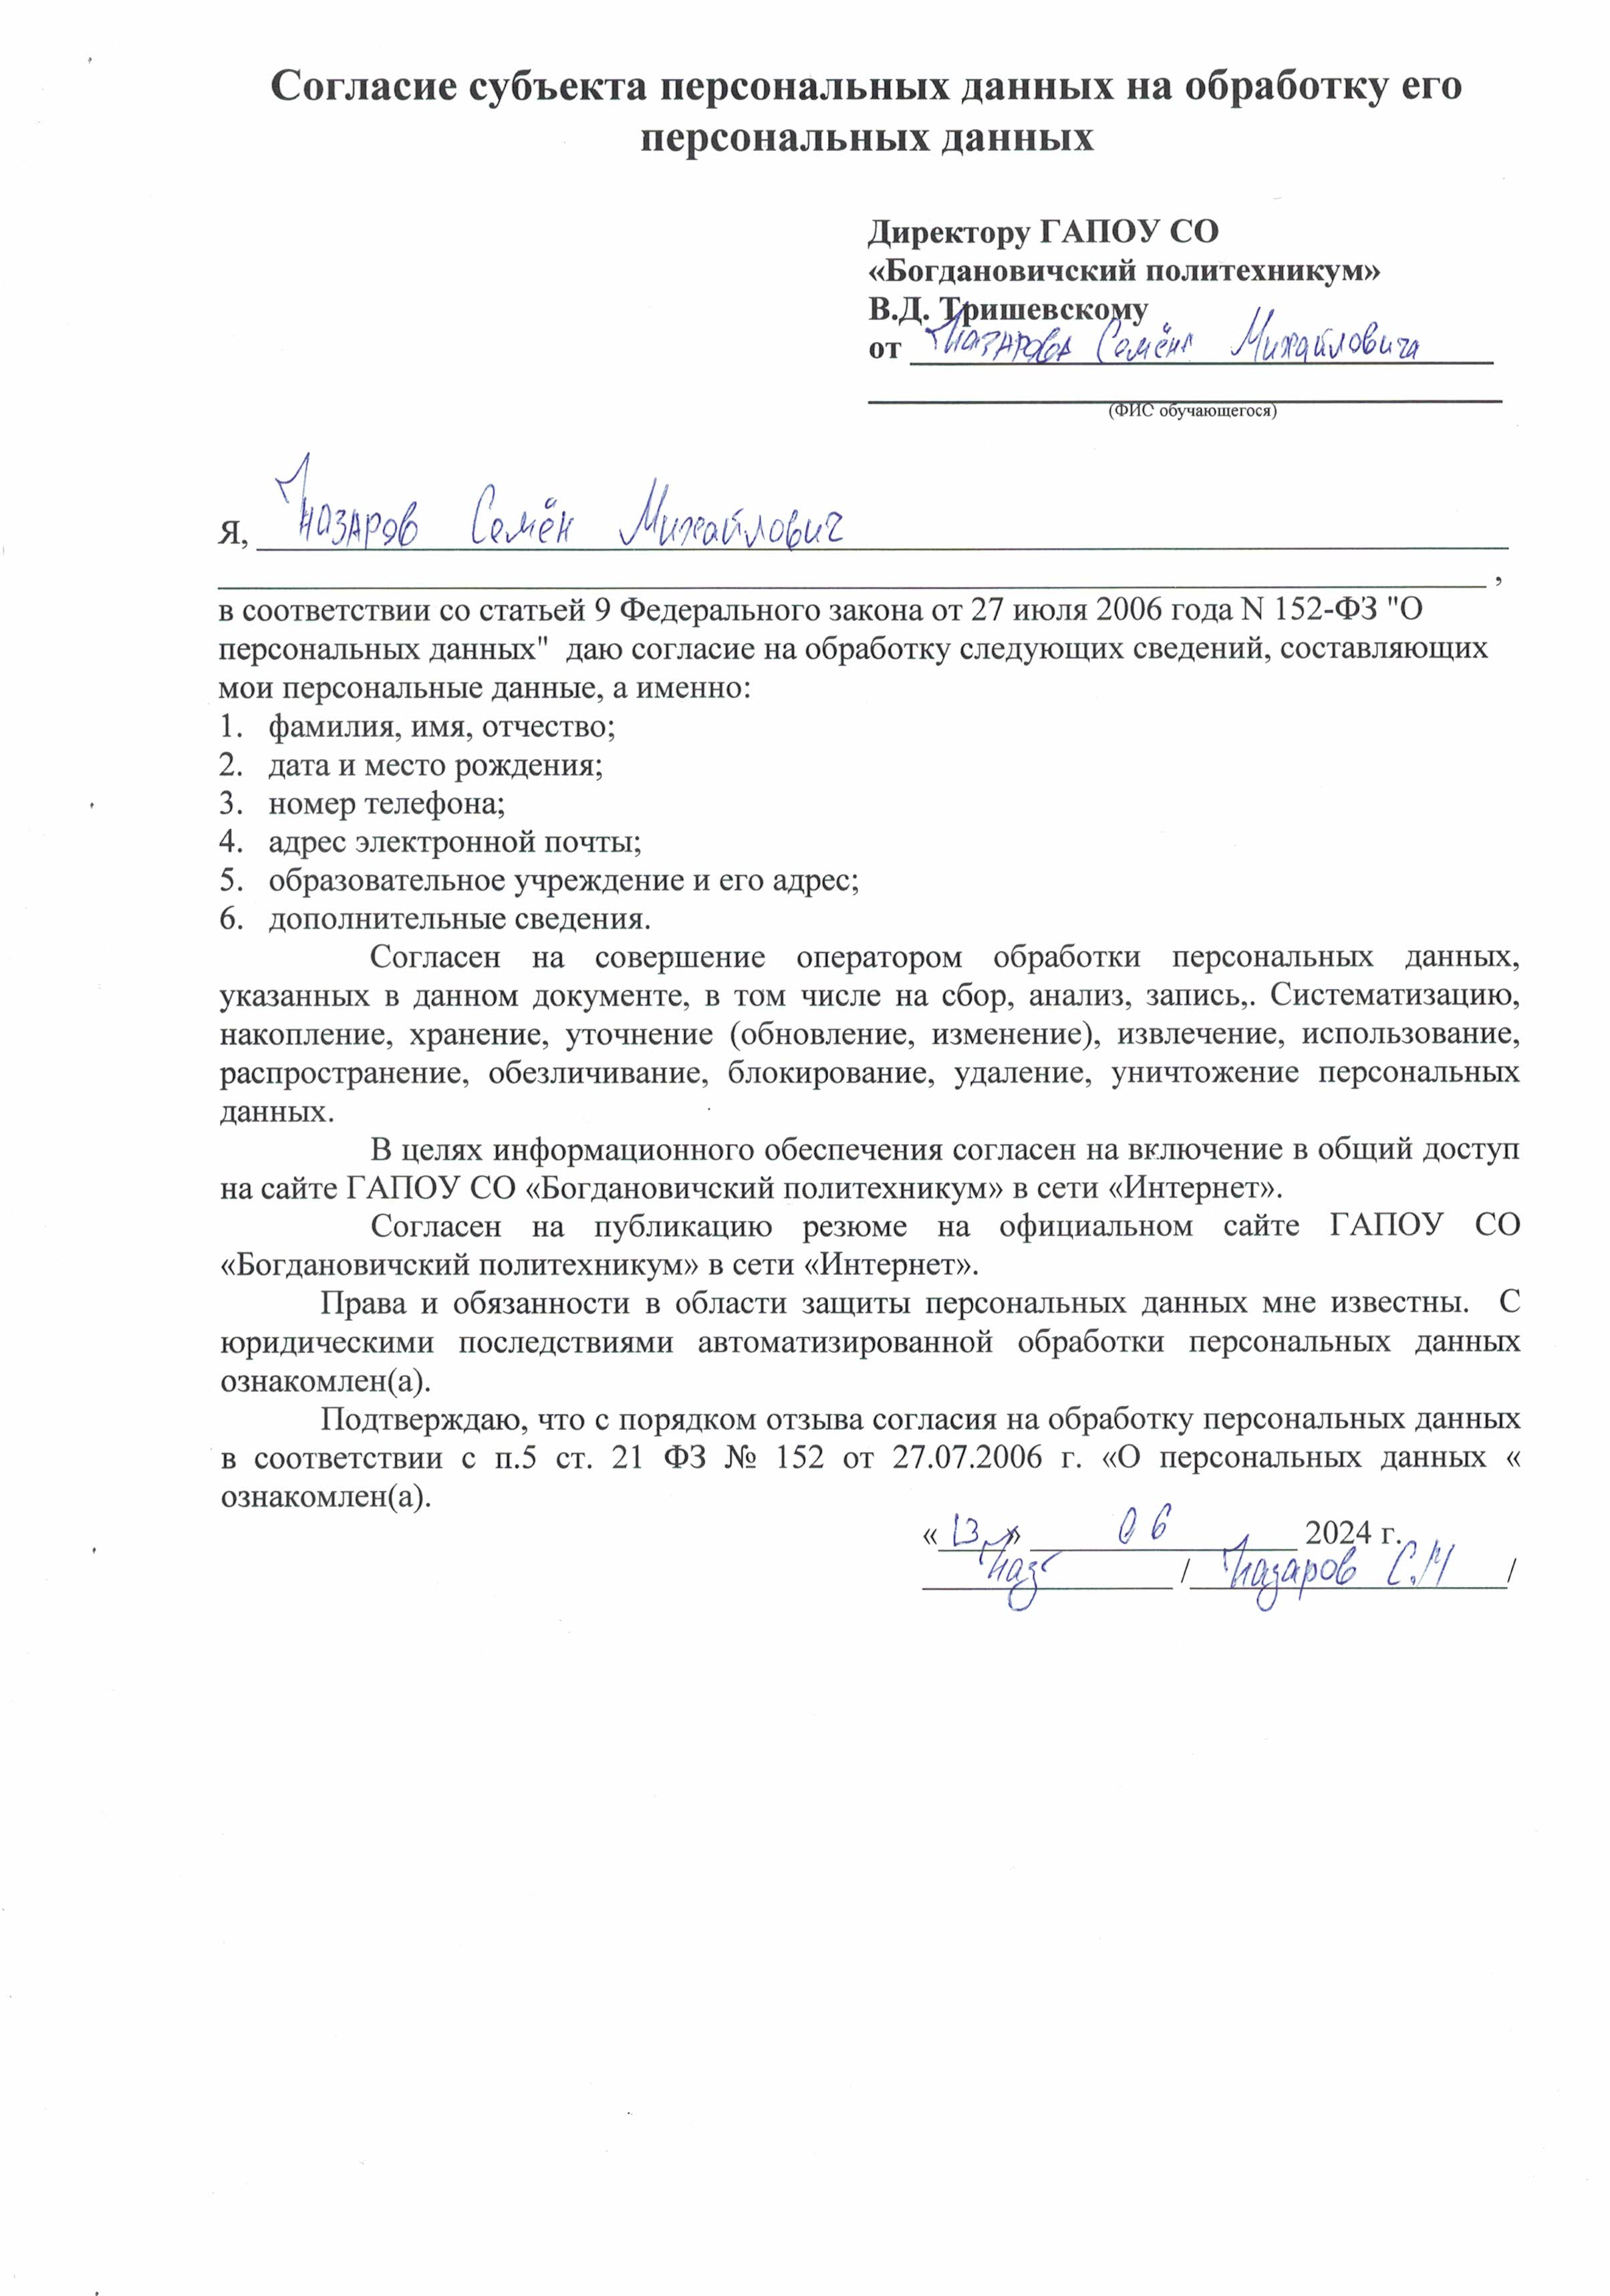 Согласие субъекта персональных данных на обработку его
персональных данных
Директору ГАПОУ СО
«Богдановичский политехникум»
В.Д. Тришевскому
от Назарова Семёна Михайловича
(ФИС обучающегося)
Я, Назаров Семён Михайлович
,
в соответствии со статьей 9 Федерального закона от 27 июля 2006 года N 152-ФЗ "О
персональных данных" даю согласие на обработку следующих сведений, составляющих
мои персональные данные, а именно:
1. фамилия, имя, отчество;
2. дата и место рождения;
3. номер телефона;
4. адрес электронной почты;
5. образовательное учреждение и его адрес;
6. дополнительные сведения.
Согласен на совершение оператором обработки персональных данных,
указанных в данном документе, в том числе на сбор, анализ, запись,. Систематизацию,
накопление, хранение, уточнение (обновление, изменение), извлечение, использование,
распространение, обезличивание, блокирование, удаление, уничтожение персональных
данных.
В целях информационного обеспечения согласен на включение в общий доступ
на сайте ГАПОУ СО «Богдановичский политехникум» в сети «Интернет».
Согласен на публикацию резюме на официальном сайте ГАПОУ СО
«Богдановичский политехникум» в сети «Интернет».
Права и обязанности в области защиты персональных данных мне известны. С
юридическими последствиями автоматизированной обработки персональных данных
ознакомлен(а).
Подтверждаю, что с порядком отзыва согласия на обработку персональных данных
в соответствии с п.5 ст. 21 ФЗ № 152 от 27.07.2006 г. «О персональных данных «
ознакомлен(а).
«13» 06 2024 г.
Наз / Назаров С.М /